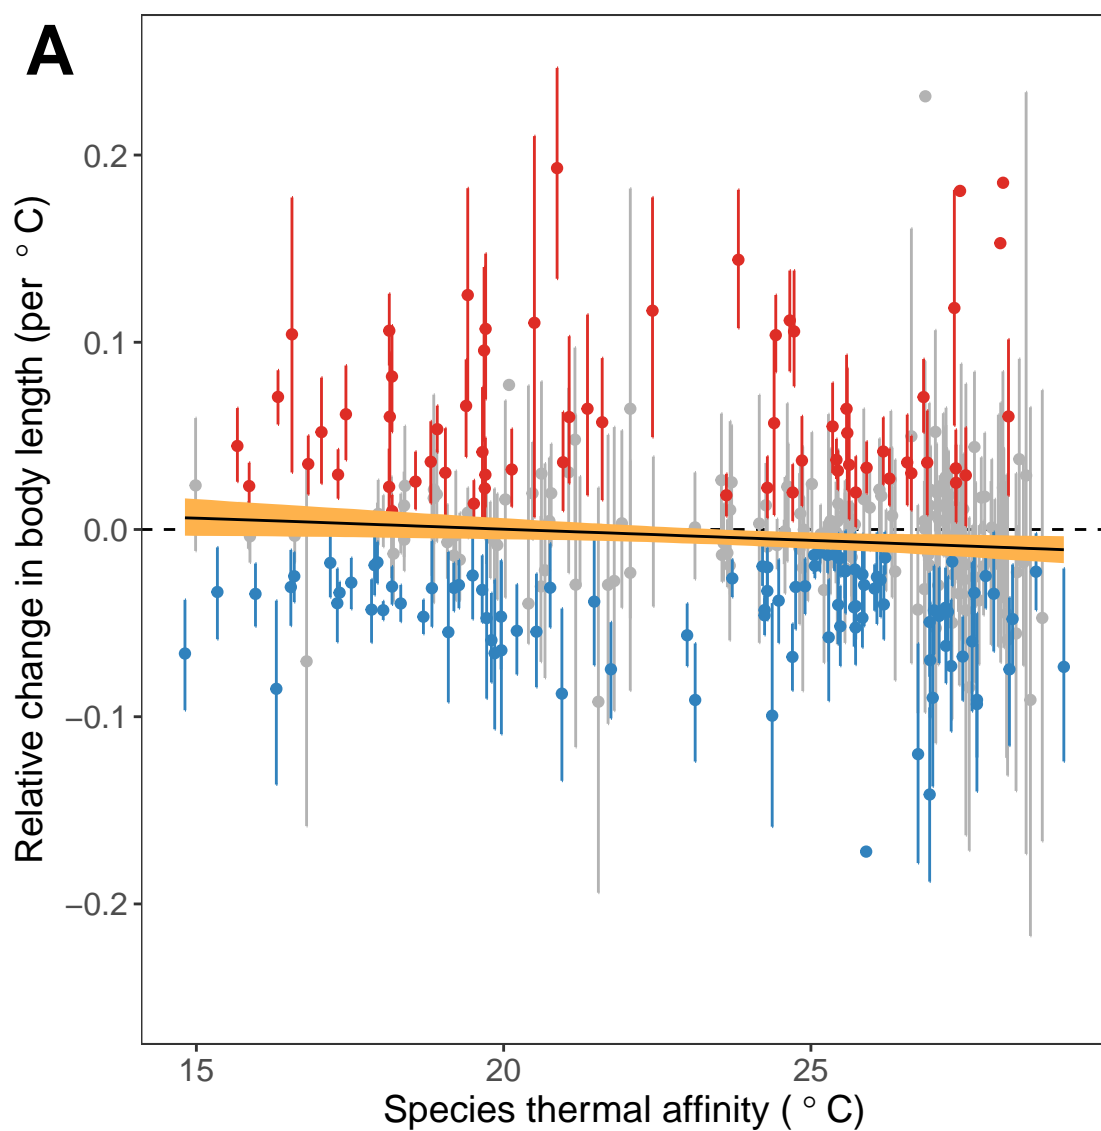 A
Relative change in body length (per ° C)
0.2
0.1
0.0
−0.1
−0.2
15
20
25
Species thermal affinity ( ° C)